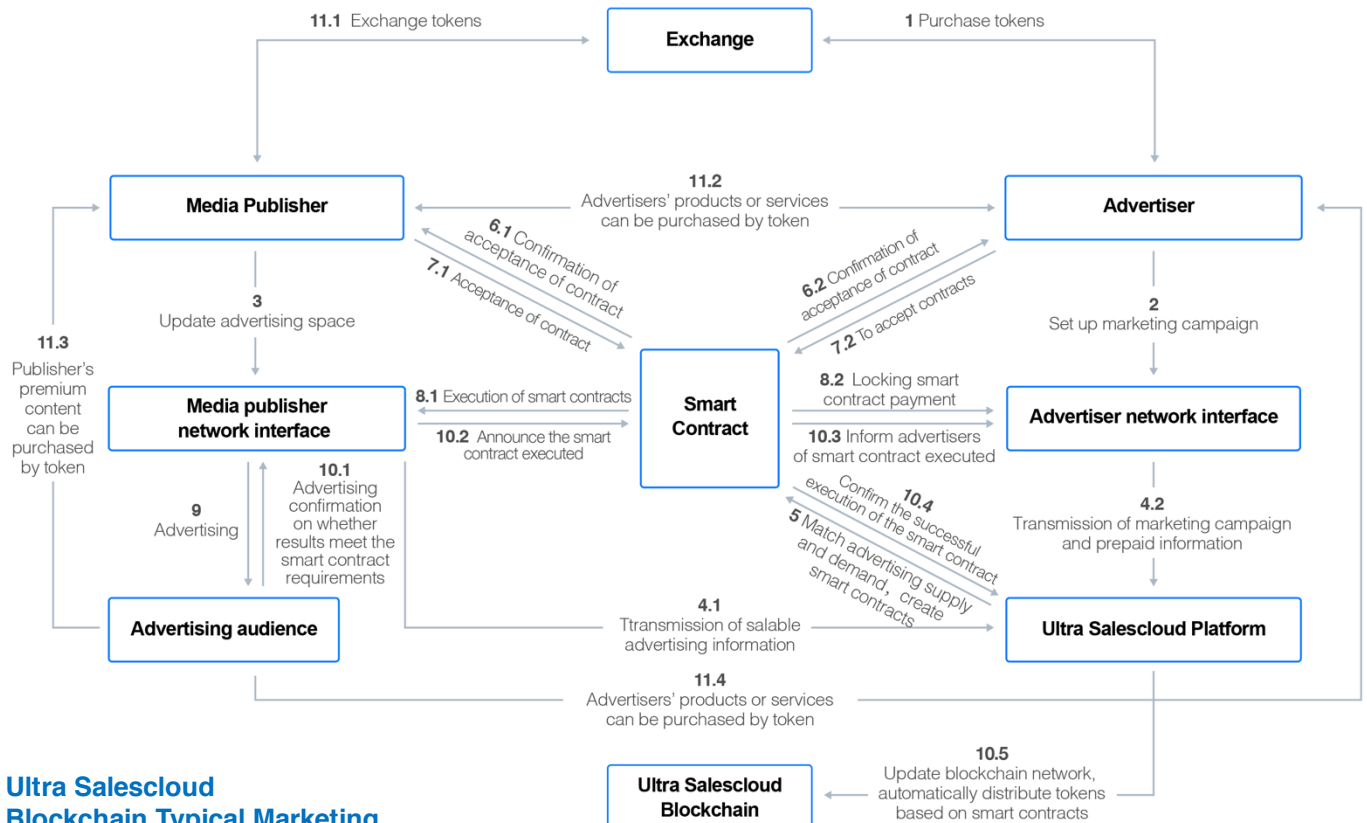 11.1 Exchange tokens
Exchange
1 Purchase tokens
Media Publisher
11.2
Advertisers' products or services
can be purchased by token
Advertiser
6.1 Confirmation of
acceptance of contract
7.1 Acceptance of contract
6.2 Confirmation of
acceptance of contract
7.2 To accept contracts
3
Update advertising space
2
Set up marketing campaign
11.3
Publisher's
premium
content
can be
purchased
by token
Media publisher
network interface
8.1 Execution of smart contracts
10.2 Announce the smart
contract executed
Smart
Contract
8.2 Locking smart
contract payment
10.3 Inform advertisers
of smart contract executed
Advertiser network interface
9
Advertising
10.1
Advertising
confirmation
on whether
results meet the
smart contract
requirements
10.4
Confirm the successful
execution of the smart contract
5 Match advertising supply
and demand, create
smart contracts
4.2
Transmission of marketing campaign
and prepaid information
Advertising audience
4.1
Ttransmission of salable
advertising information
Ultra Salescloud Platform
11.4
Advertisers' products or services
can be purchased by token
Ultra Salescloud
Blockchain Typical Marketing
Ultra Salescloud
Blockchain
10.5
Update blockchain network,
automatically distribute tokens
based on smart contracts